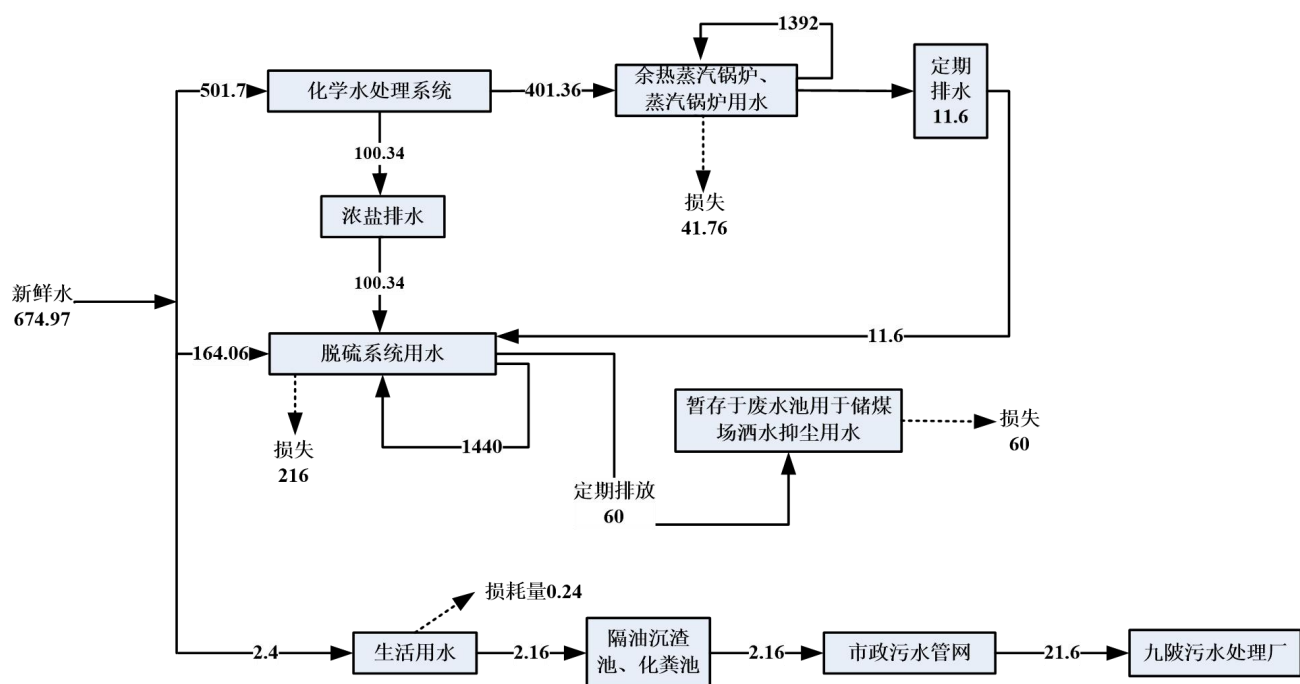 1392
501.7
化学水处理系统
401.36
余热蒸汽锅炉、
蒸汽锅炉用水
定期
排水
11.6
100.34
浓盐排水
损失
41.76
100.34
新鲜水
674.97
164.06
脱硫系统用水
11.6
损失
216
1440
暂存于废水池用于储煤
场洒水抑尘用水
损失
60
定期排放
60
损耗量0.24
2.4
生活用水
2.16
隔油沉渣
池、化粪池
2.16
市政污水管网
21.6
九陂污水处理厂